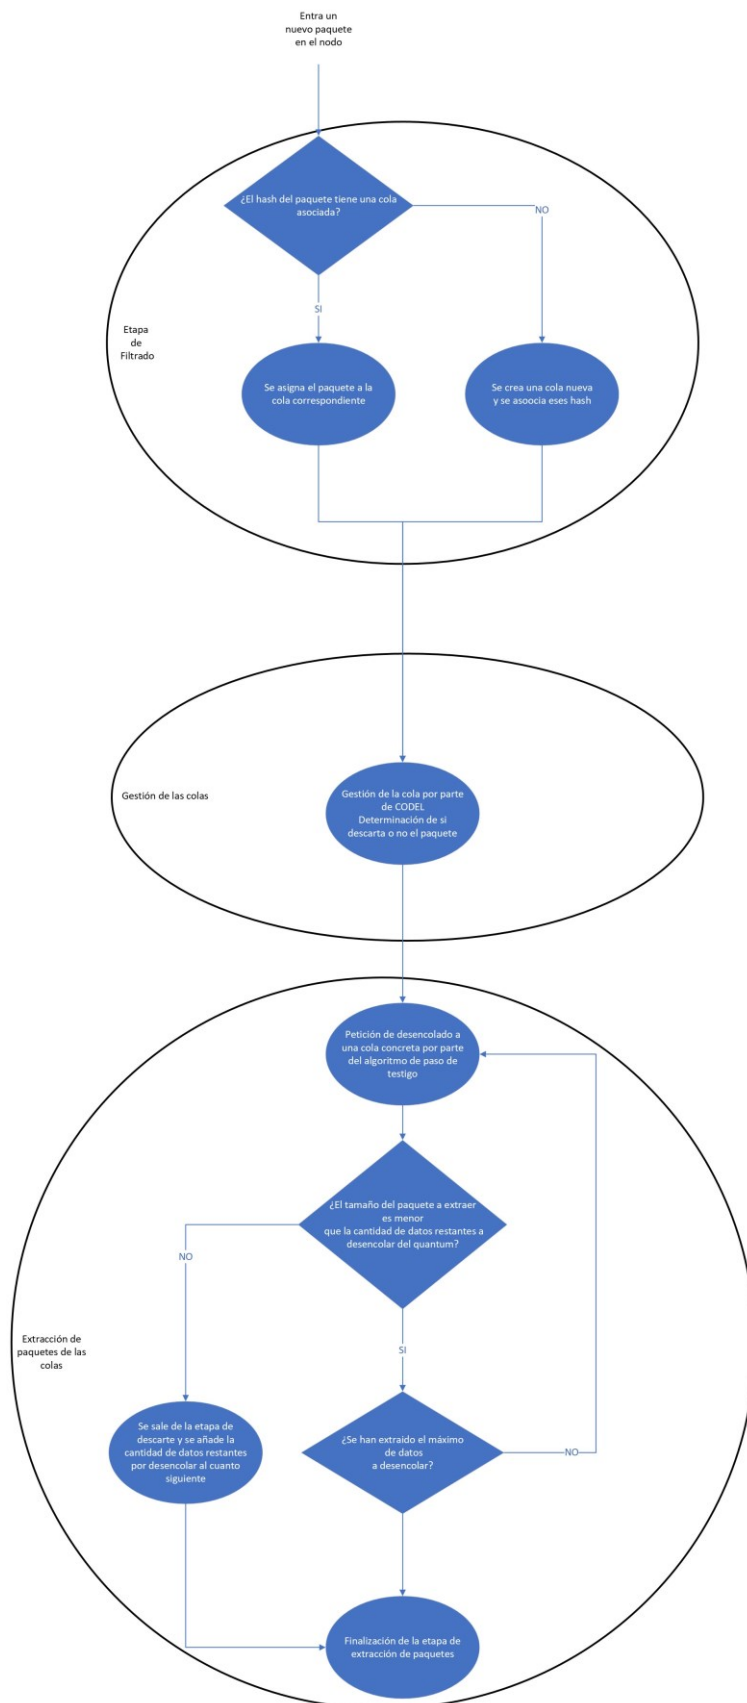 Entra un
nuevo paquete
en el nodo
¿El hash del paquete tiene una cola
asociada?
NO
SI
Etapa
de
Filtrado
Se asigna el paquete a la
cola correspondiente
Se crea una cola nueva
y se asoocia eses hash
Gestión de las colas
Gestión de la cola por parte
de CODEL
Determinación de si
descarta o no el paquete
Petición de desencolado a
una cola concreta por parte
del algoritmo de paso de
testigo
¿El tamaño del paquete a extraer
es menor
que la cantidad de datos restantes a
desencolar del quantum?
NO
SI
Extracción de
paquetes de las
colas
Se sale de la etapa de
descarte y se añade la
cantidad de datos restantes
por desencolar al cuanto
siguiente
¿Se han extraido el máximo
de datos
a desencolar?
NO
Finalización de la etapa de
extracción de paquetes